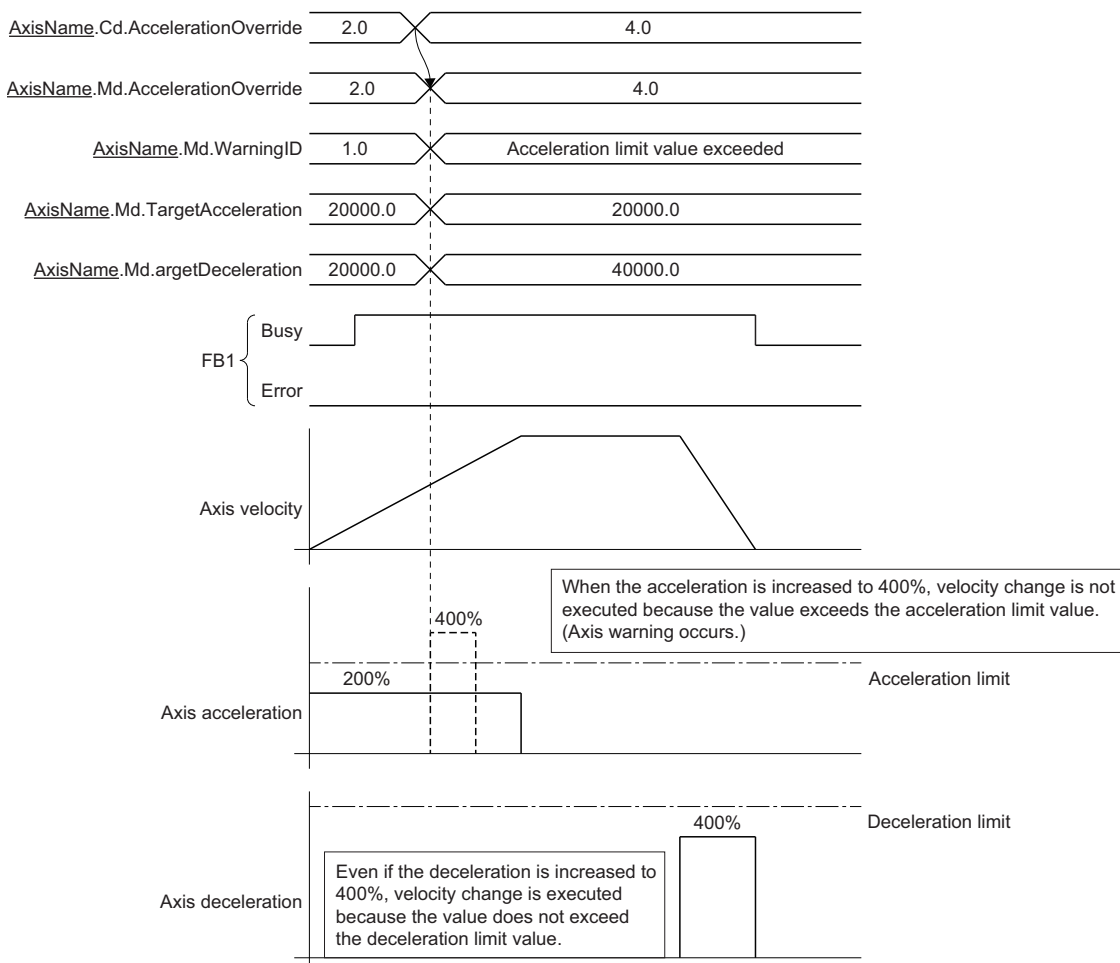 AxisName.Cd.AccelerationOverride 2.0 4.0
AxisName.Md.AccelerationOverride 2.0 4.0
AxisName.Md.WarningID 1.0 Acceleration limit value exceeded
AxisName.Md.TargetAcceleration 20000.0 20000.0
AxisName.Md.argetDeceleration 20000.0 40000.0
FB1
Busy
Error
Axis velocity
When the acceleration is increased to 400%, velocity change is not
executed because the value exceeds the acceleration limit value.
(Axis warning occurs.)
400%
200%
Acceleration limit
Axis acceleration
Deceleration limit
400%
Even if the deceleration is increased to
400%, velocity change is executed
because the value does not exceed
the deceleration limit value.
Axis deceleration